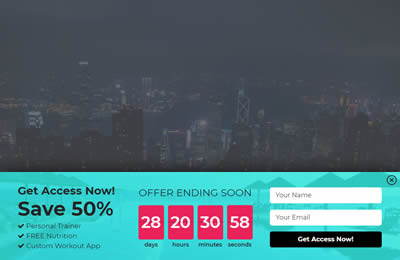 Get Access Now!
Save 50%
Personal Trainer
FREE Nutrition
Custom Workout App
OFFER ENDING SOON
28 20 30 58
days hours minutes seconds
Your Name
Your Email
Get Access Now!